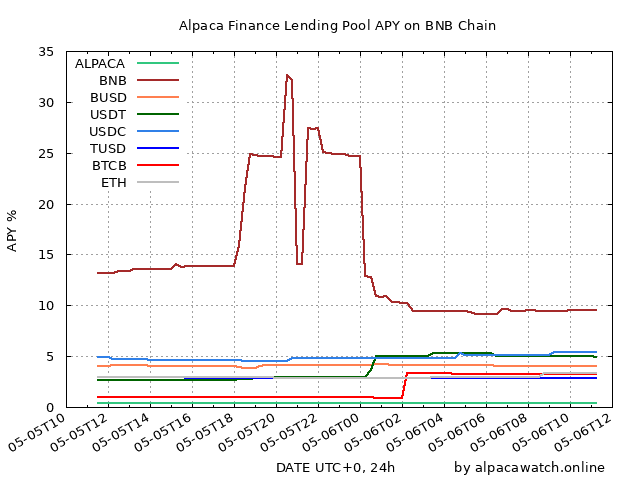 Alpaca Finance Lending Pool APY on BNB Chain
35
30
25
20
15
10
5
0
APY %
ALPACA
BNB
BUSD
USDT
USDC
TUSD
BTCB
ETH
05-05T10
05-05T12
05-05T14
05-05T16
05-05T18
05-05T20
05-05T22
05-06T00
05-06T02
05-06T04
05-06T06
05-06T08
05-06T10
05-06T12
DATE UTC+0, 24h
by alpacawatch.online